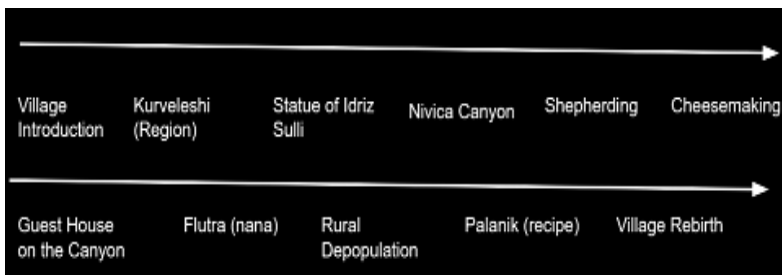 Village
Introduction
Kurveleshi
(Region)
Statue of Idriz
Sulli
Nivica Canyon
Shepherding
Cheesemaking
Guest House
on the Canyon
Flutra (nana)
Rural
Depopulation
Palanik (recipe)
Village Rebirth